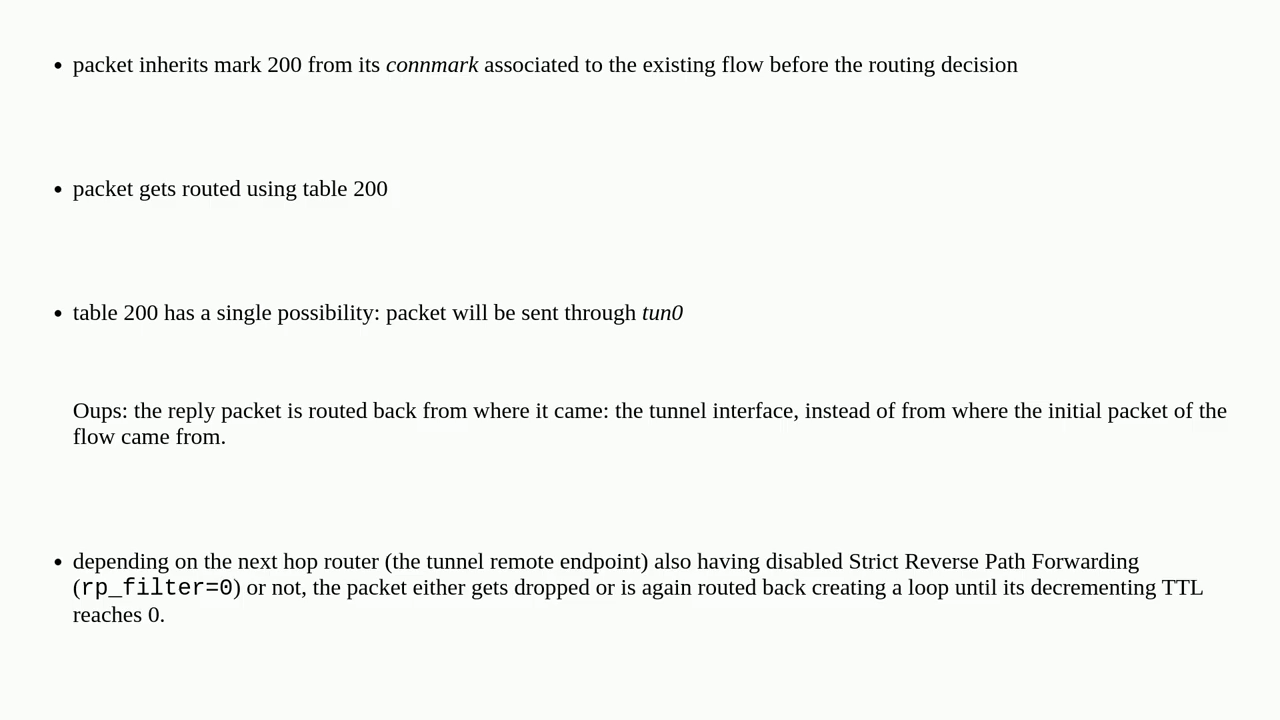 • packet inherits mark 200 from its connmark associated to the existing flow before the routing decision
• packet gets routed using table 200
• table 200 has a single possibility: packet will be sent through tun0
Oups: the reply packet is routed back from where it came: the tunnel interface, instead of from where the initial packet of the
flow came from.
• depending on the next hop router (the tunnel remote endpoint) also having disabled Strict Reverse Path Forwarding
(rp_filter=0) or not, the packet either gets dropped or is again routed back creating a loop until its decrementing TTL
reaches 0.